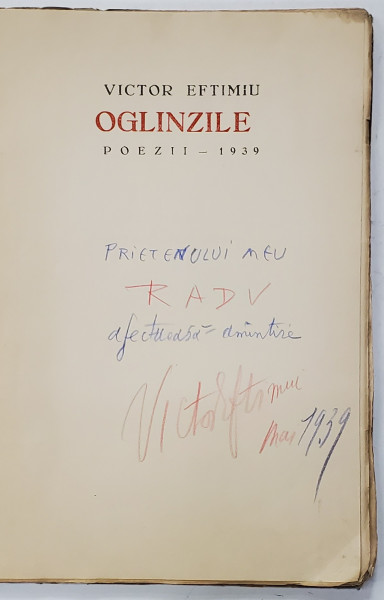 VICTOR EFTIMIU
OGLINZILE
POEZII — 1939
PRIETENULUI MEU
RADU
afectuoasă amintire
Victor Eftimiu
Mai 1939